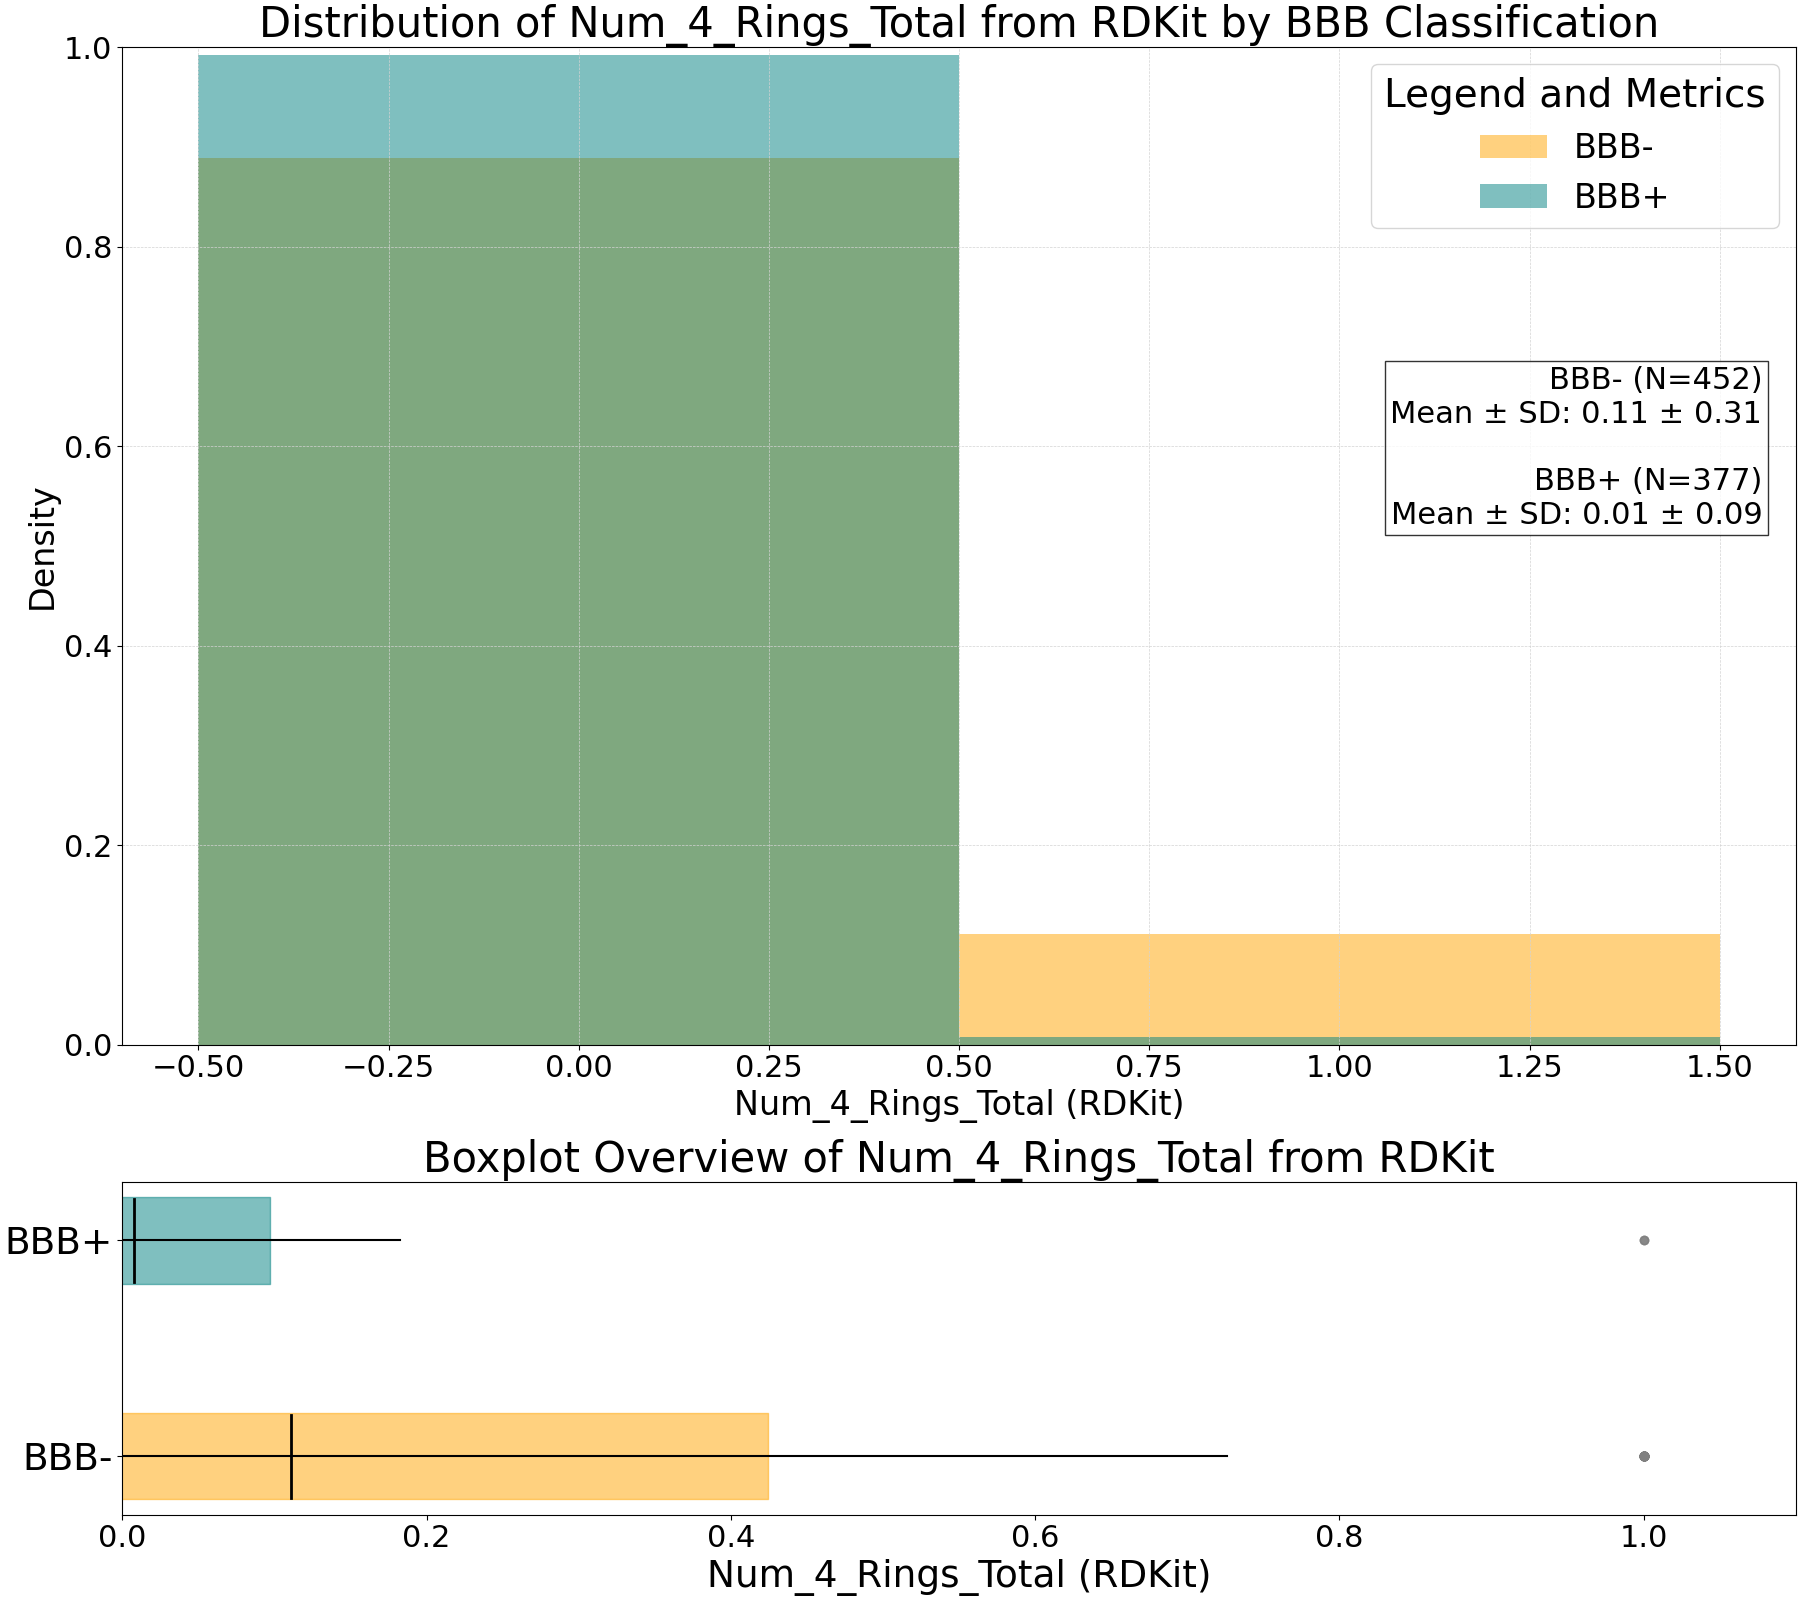 Distribution of Num_4_Rings_Total from RDKit by BBB Classification
1.0
0.8
0.6
0.4
0.2
0.0
Density
Legend and Metrics
BBB-
BBB+
BBB- (N=452)
Mean ± SD: 0.11 ± 0.31
BBB+ (N=377)
Mean ± SD: 0.01 ± 0.09
−0.50 −0.25 0.00 0.25 0.50 0.75 1.00 1.25 1.50
Num_4_Rings_Total (RDKit)
Boxplot Overview of Num_4_Rings_Total from RDKit
BBB+
BBB-
0.0 0.2 0.4 0.6 0.8 1.0
Num_4_Rings_Total (RDKit)